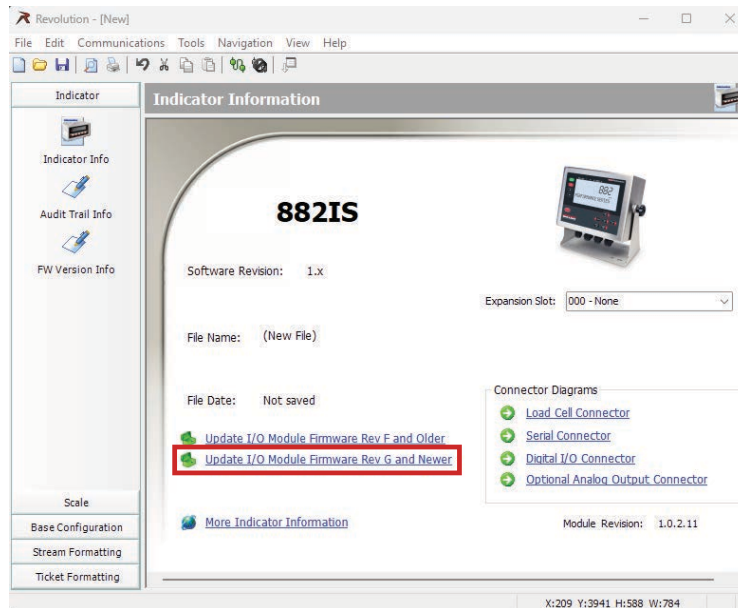 Revolution - [New]
File Edit Communications Tools Navigation View Help
Indicator
Indicator Information
Indicator Info
Audit Trail Info
FW Version Info
882IS
882
Software Revision: 1.x
Expansion Slot: 000 - None
File Name: (New File)
File Date: Not saved
Connector Diagrams
Load Cell Connector
Serial Connector
Digital I/O Connector
Optional Analog Output Connector
Update I/O Module Firmware Rev F and Older
Update I/O Module Firmware Rev G and Newer
More Indicator Information
Module Revision: 1.0.2.11
Scale
Base Configuration
Stream Formatting
Ticket Formatting
X:209 Y:3941 H:588 W:784